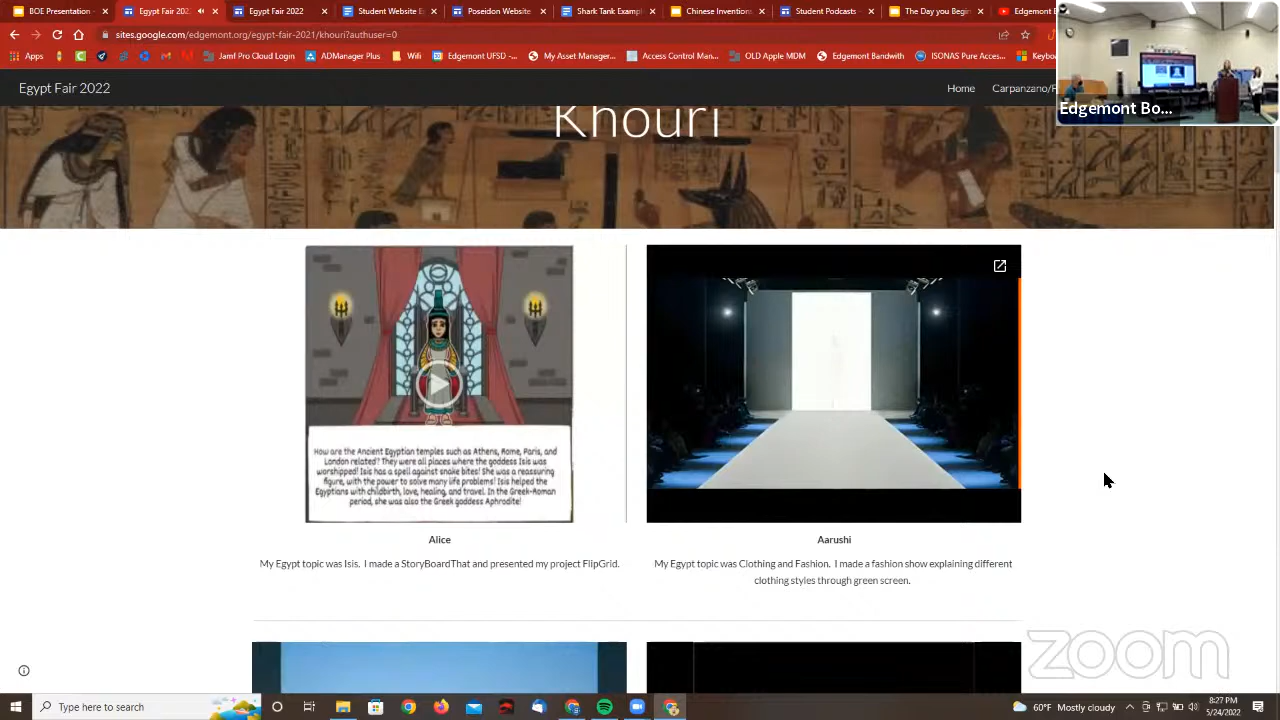 BOE Presentation -
Egypt Fair 202
Egypt Fair 2022
Student Website E
Poseidon Website
Shark Tank Exampl
Chinese Inventions
Student Podcasts -
The Day you Begin
Edgemont E
sites.google.com/edgemont.org/egypt-fair-2021/khouri?authuser=0
Apps
Jamf Pro Cloud Login
ADManager Plus
Wifi
Edgemont UFSD -...
My Asset Manager...
Access Control Man...
OLD Apple MDM
Edgemont Bandwith
ISONAS Pure Acces...
Keybo
Egypt Fair 2022
Home
Carpanzano/F
Edgemont Bo...
Khouri
How are the Ancient Egyptian temples such as Athens, Rome, Paris, and
London related? They were all places where the goddess Isis was
worshipped! Isis has a spell against snake bites! She was a reassuring
figure, with the power to solve many life problems! Isis helped the
Egyptians with childbirth, love, healing, and travel. In the Greek-Roman
period, she was also the Greek goddess Aphrodite!
Alice
My Egypt topic was Isis. I made a StoryBoardThat and presented my project FlipGrid.
Aarushi
My Egypt topic was Clothing and Fashion. I made a fashion show explaining different
clothing styles through green screen.
zoom
Type here to search
60°F Mostly cloudy
8:27 PM
5/24/2022